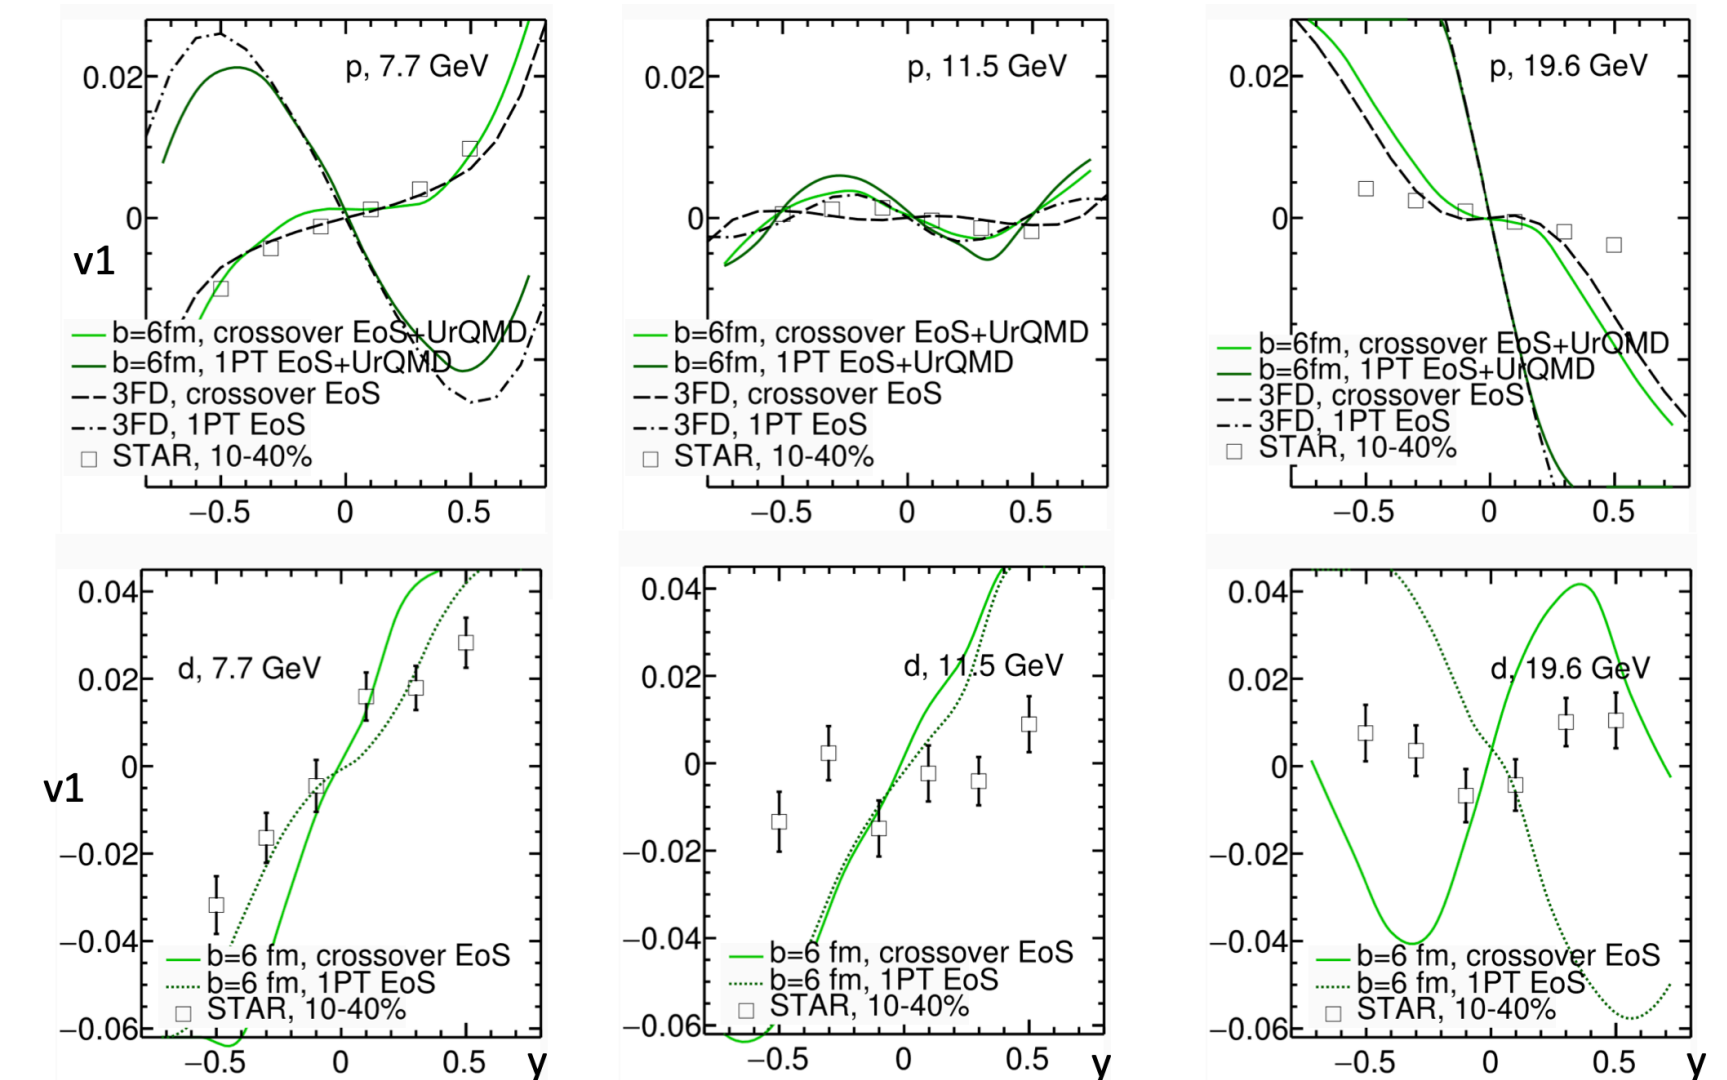 p, 7.7 GeV
0.02
0
v1
b=6fm, crossover EoS+UrQMD
b=6fm, 1PT EoS+UrQMD
3FD, crossover EoS
3FD, 1PT EoS
STAR, 10-40%
−0.5 0 0.5
p, 11.5 GeV
0.02
0
b=6fm, crossover EoS+UrQMD
b=6fm, 1PT EoS+UrQMD
3FD, crossover EoS
3FD, 1PT EoS
STAR, 10-40%
−0.5 0 0.5
p, 19.6 GeV
0.02
0
b=6fm, crossover EoS+UrQMD
b=6fm, 1PT EoS+UrQMD
3FD, crossover EoS
3FD, 1PT EoS
STAR, 10-40%
−0.5 0 0.5
0.04
d, 7.7 GeV
0.02
0
v1
−0.02
−0.04
b=6 fm, crossover EoS
b=6 fm, 1PT EoS
STAR, 10-40%
−0.06
−0.5 0 0.5 y
0.04
d, 11.5 GeV
0.02
0
−0.02
−0.04
b=6 fm, crossover EoS
b=6 fm, 1PT EoS
STAR, 10-40%
−0.06
−0.5 0 0.5 y
0.04
d, 19.6 GeV
0.02
0
−0.02
−0.04
b=6 fm, crossover EoS
b=6 fm, 1PT EoS
STAR, 10-40%
−0.06
−0.5 0 0.5 y